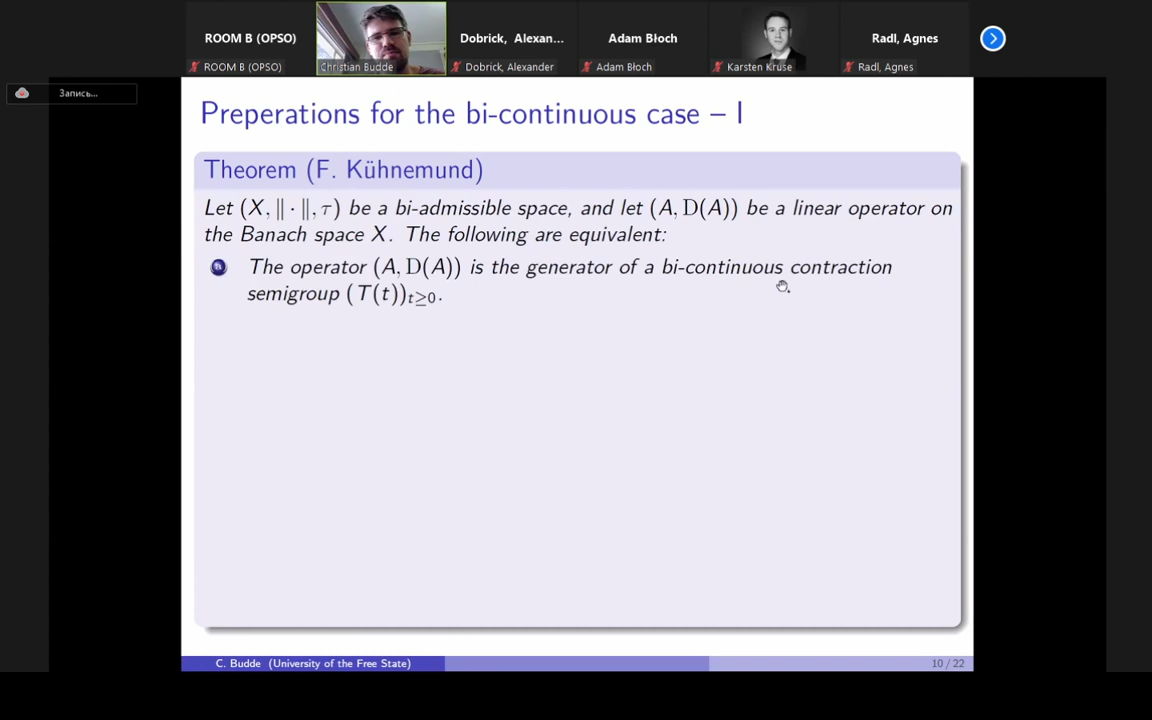 ROOM B (OPSO)
Dobrick, Alexan...
Adam Błoch
Radl, Agnes
ROOM B (OPSO)
Christian Budde
Dobrick, Alexander
Adam Błoch
Karsten Kruse
Radl, Agnes
Запись...
Preperations for the bi-continuous case – I
Theorem (F. Kühnemund)
Let (X, ‖ · ‖, τ) be a bi-admissible space, and let (A, D(A)) be a linear operator on
the Banach space X. The following are equivalent:
The operator (A, D(A)) is the generator of a bi-continuous contraction
semigroup (T(t))t≥0.
C. Budde (University of the Free State)
10 / 22